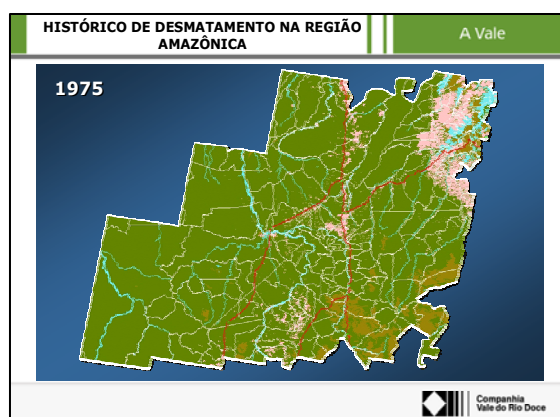 HISTÓRICO DE DESMATAMENTO NA REGIÃO
AMAZÔNICA
A Vale
1975
Companhia
Vale do Rio Doce